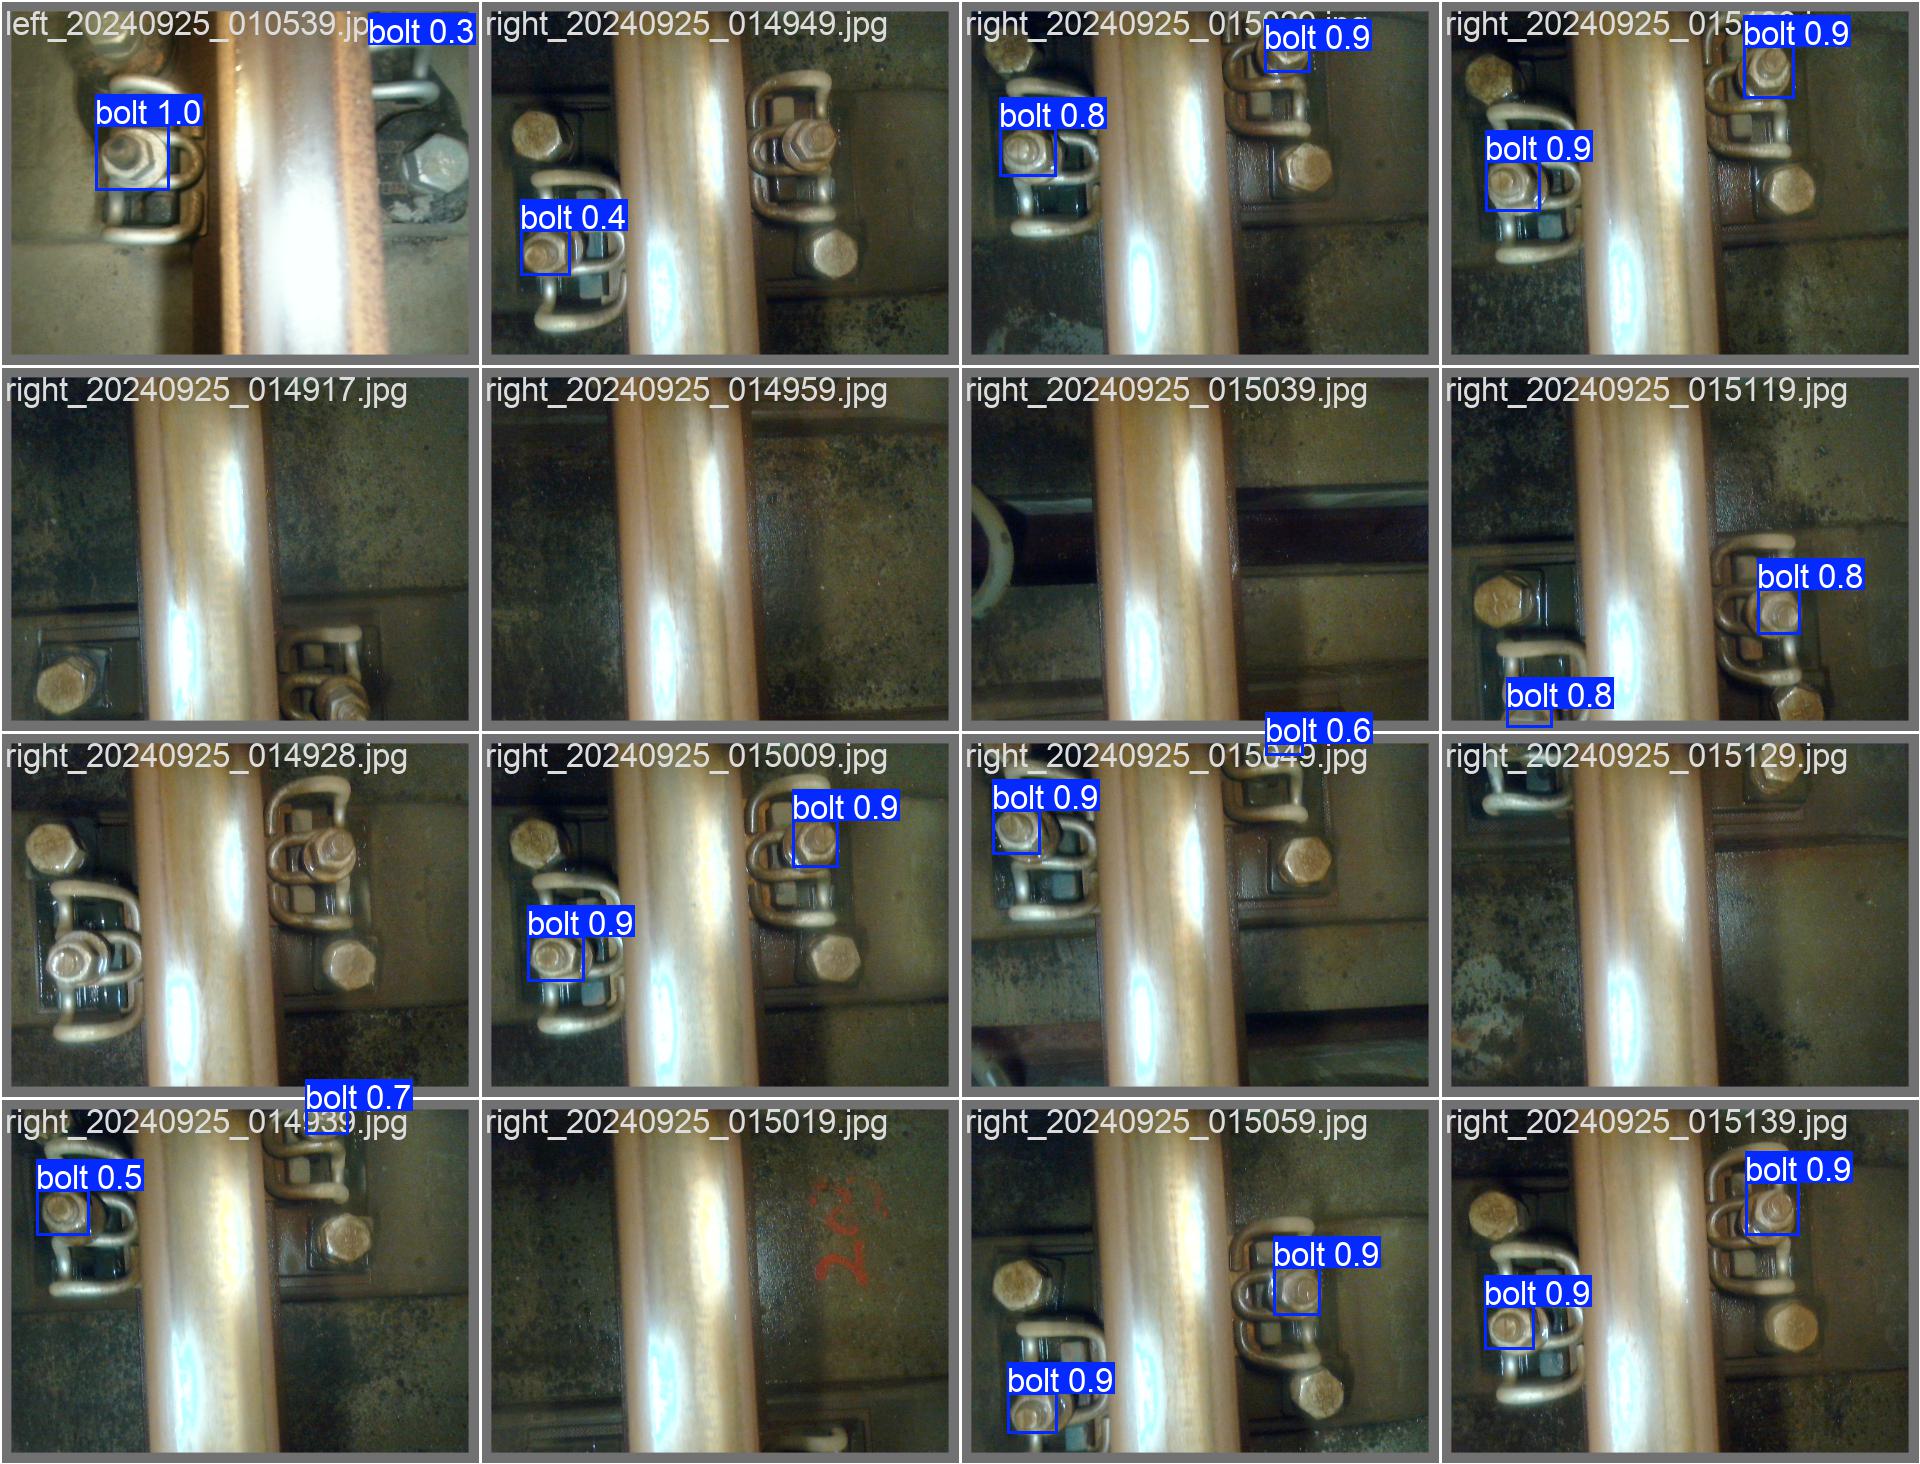 left_20240925_010539.jp
bolt 0.3
bolt 1.0
right_20240925_014949.jpg
bolt 0.4
bolt 0.9
bolt 0.8
bolt 0.9
bolt 0.9
right_20240925_014917.jpg
right_20240925_014959.jpg
right_20240925_015039.jpg
right_20240925_015119.jpg
bolt 0.8
bolt 0.8
right_20240925_014928.jpg
right_20240925_015009.jpg
bolt 0.9
bolt 0.9
bolt 0.6
right_20240925_015049.jpg
bolt 0.9
right_20240925_015129.jpg
bolt 0.7
right_20240925_014939.jpg
bolt 0.5
right_20240925_015019.jpg
right_20240925_015059.jpg
bolt 0.9
bolt 0.9
right_20240925_015139.jpg
bolt 0.9
bolt 0.9